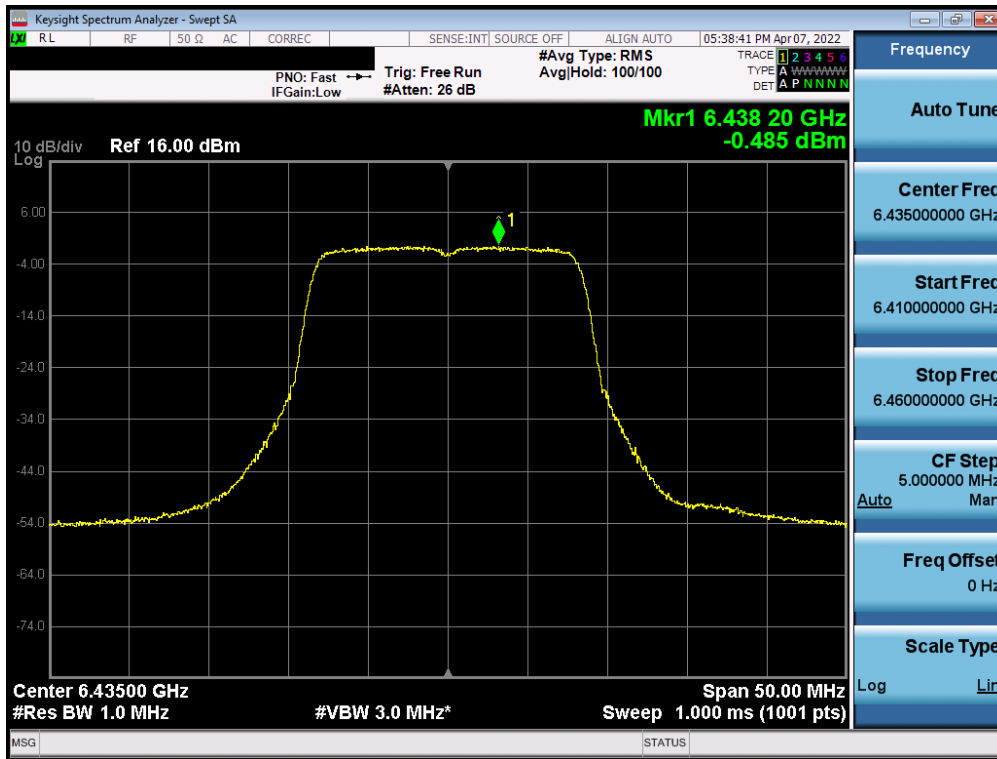 Keysight Spectrum Analyzer - Swept SA
LXI RL RF 50 Ω AC CORREC SENSE:INT SOURCE OFF ALIGN AUTO 05:38:41 PM Apr 07, 2022
PNO: Fast
IFGain:Low
Trig: Free Run
#Atten: 26 dB
#Avg Type: RMS
Avg|Hold: 100/100
TRACE 1 2 3 4 5 6
TYPE A WWWWW
DET A P N N N N
Mkr1 6.438 20 GHz
-0.485 dBm
10 dB/div Ref 16.00 dBm
Log
1
6.00
-4.00
-14.0
-24.0
-34.0
-44.0
-54.0
-64.0
-74.0
Center 6.43500 GHz Span 50.00 MHz
#Res BW 1.0 MHz #VBW 3.0 MHz* Sweep 1.000 ms (1001 pts)
MSG STATUS
Frequency
Auto Tune
Center Freq
6.435000000 GHz
Start Freq
6.410000000 GHz
Stop Freq
6.460000000 GHz
CF Step
5.000000 MHz
Auto Man
Freq Offset
0 Hz
Scale Type
Log Lin